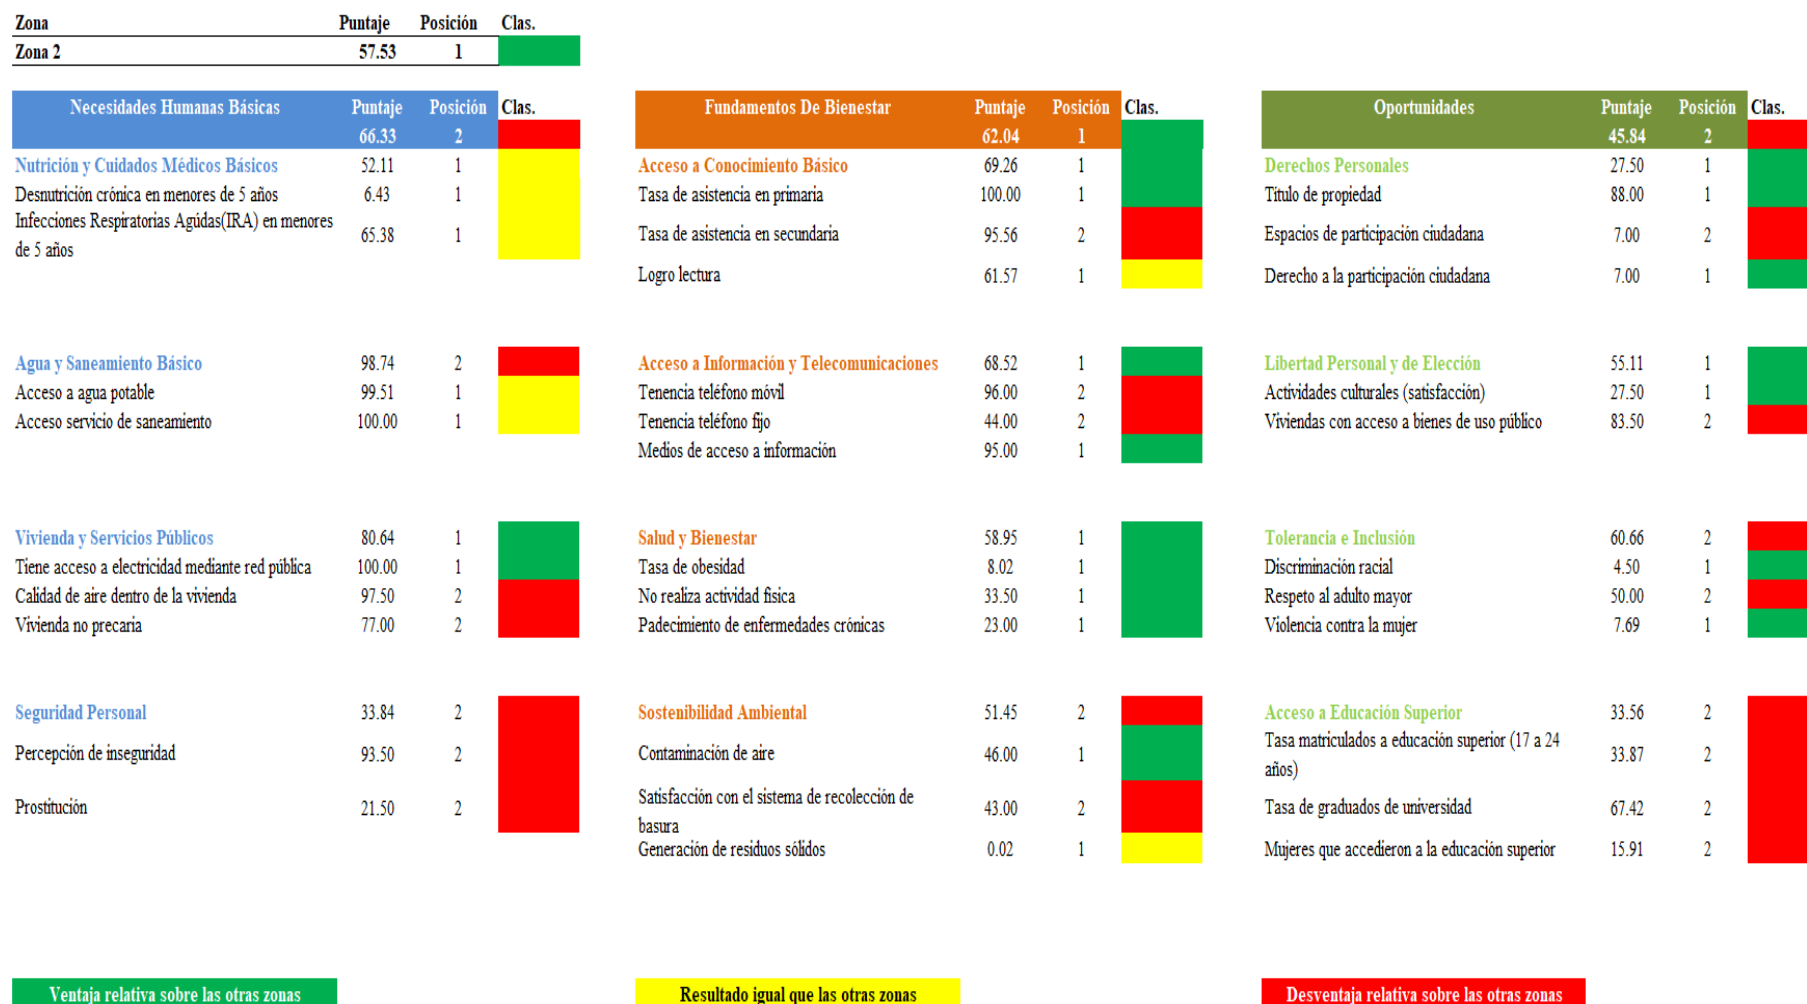 Zona Puntaje Posición Clas.
Zona 2 57.53 1
Necesidades Humanas Básicas Puntaje Posición Clas.
66.33 2
Nutrición y Cuidados Médicos Básicos 52.11 1
Desnutrición crónica en menores de 5 años 6.43 1
Infecciones Respiratorias Agúdas(IRA) en menores
de 5 años 65.38 1
Agua y Saneamiento Básico 98.74 2
Acceso a agua potable 99.51 1
Acceso servicio de saneamiento 100.00 1
Vivienda y Servicios Públicos 80.64 1
Tiene acceso a electricidad mediante red pública 100.00 1
Calidad de aire dentro de la vivienda 97.50 2
Vivienda no precaria 77.00 2
Seguridad Personal 33.84 2
Percepción de inseguridad 93.50 2
Prostitución 21.50 2
Fundamentos De Bienestar Puntaje Posición Clas.
62.04 1
Acceso a Conocimiento Básico 69.26 1
Tasa de asistencia en primaria 100.00 1
Tasa de asistencia en secundaria 95.56 2
Logro lectura 61.57 1
Acceso a Información y Telecomunicaciones 68.52 1
Tenencia teléfono móvil 96.00 2
Tenencia teléfono fijo 44.00 2
Medios de acceso a información 95.00 1
Salud y Bienestar 58.95 1
Tasa de obesidad 8.02 1
No realiza actividad física 33.50 1
Padecimiento de enfermedades crónicas 23.00 1
Sostenibilidad Ambiental 51.45 2
Contaminación de aire 46.00 1
Satisfacción con el sistema de recolección de
basura 43.00 2
Generación de residuos sólidos 0.02 1
Oportunidades Puntaje Posición Clas.
45.84 2
Derechos Personales 27.50 1
Título de propiedad 88.00 1
Espacios de participación ciudadana 7.00 2
Derecho a la participación ciudadana 7.00 1
Libertad Personal y de Elección 55.11 1
Actividades culturales (satisfacción) 27.50 1
Viviendas con acceso a bienes de uso público 83.50 2
Tolerancia e Inclusión 60.66 2
Discriminación racial 4.50 1
Respeto al adulto mayor 50.00 2
Violencia contra la mujer 7.69 1
Acceso a Educación Superior 33.56 2
Tasa matriculados a educación superior (17 a 24
años) 33.87 2
Tasa de graduados de universidad 67.42 2
Mujeres que accedieron a la educación superior 15.91 2
Ventaja relativa sobre las otras zonas
Resultado igual que las otras zonas
Desventaja relativa sobre las otras zonas